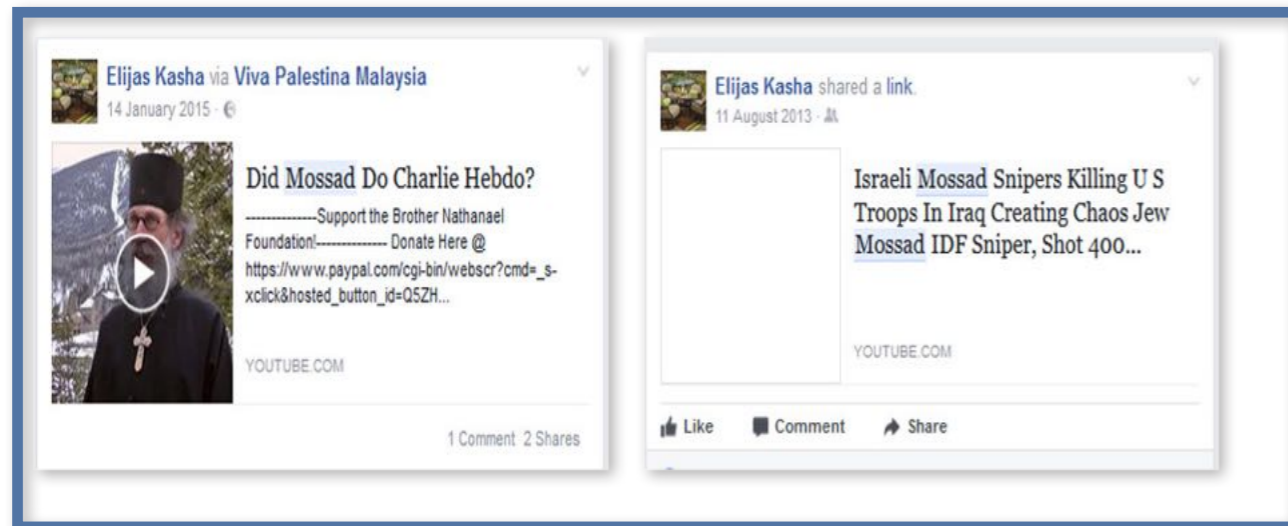 Elijas Kasha via Viva Palestina Malaysia
14 January 2015 ·
Did Mossad Do Charlie Hebdo?
---------------Support the Brother Nathanael
Foundation!-------------- Donate Here @
https://www.paypal.com/cgi-bin/webscr?cmd=_s-
xclick&hosted_button_id=Q5ZH...
YOUTUBE.COM
1 Comment 2 Shares
Elijas Kasha shared a link.
11 August 2013 ·
Israeli Mossad Snipers Killing U S
Troops In Iraq Creating Chaos Jew
Mossad IDF Sniper, Shot 400...
YOUTUBE.COM
Like Comment Share